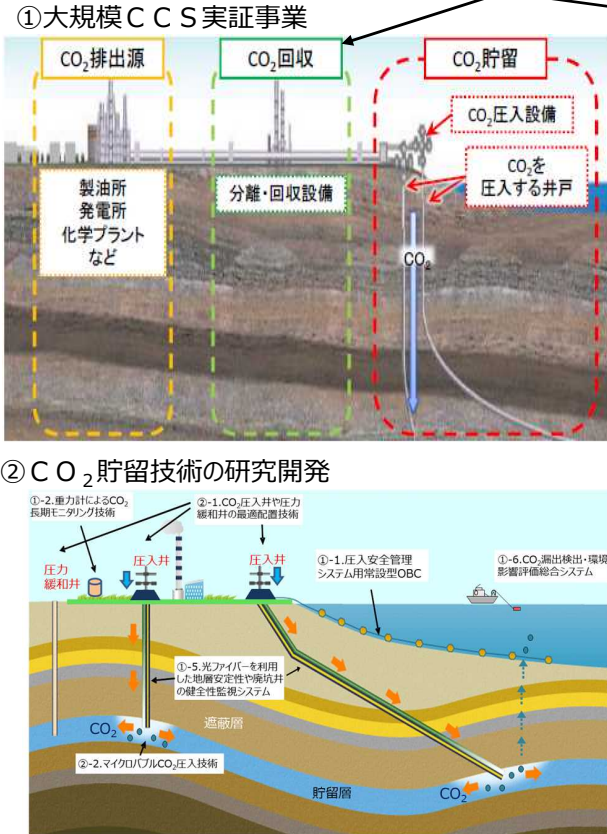 ①大規模ＣＣＳ実証事業
CO₂排出源
CO₂回収
CO₂貯留
CO₂圧入設備
製油所
発電所
化学プラント
など
分離・回収設備
CO₂を
圧入する井戸
CO₂
②ＣＯ₂貯留技術の研究開発
①-2.重力計によるCO₂
長期モニタリング技術
②-1.CO₂圧入井や圧力
緩和井の最適配置技術
圧力
緩和井
圧入井
圧入井
①-1.圧入安全管理
システム用常設型OBC
①-6.CO₂漏出検出・環境
影響評価総合システム
①-5.光ファイバーを利用
した地層安定性や廃坑井
の健全性監視システム
遮蔽層
CO₂
②-2.マイクロバブルCO₂圧入技術
貯留層
CO₂